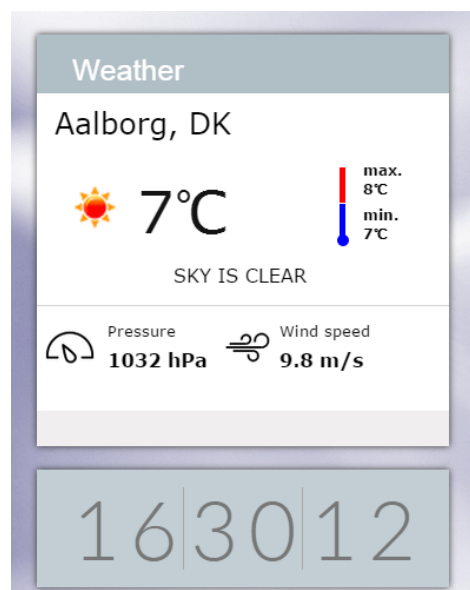 Weather
Aalborg, DK
7℃
max.
8℃
min.
7℃
SKY IS CLEAR
Pressure
1032 hPa
Wind speed
9.8 m/s
16 30 12